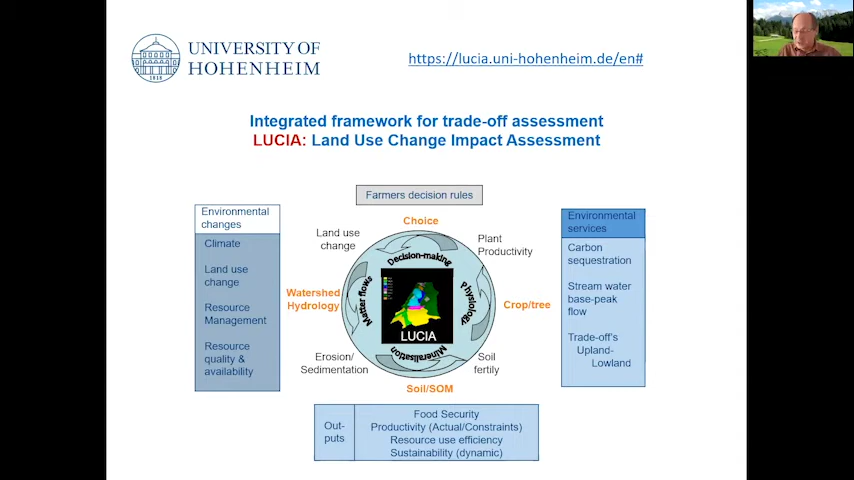 UNIVERSITY OF
HOHENHEIM
1818
https://lucia.uni-hohenheim.de/en#
Integrated framework for trade-off assessment
LUCIA: Land Use Change Impact Assessment
Farmers decision rules
Environmental
changes
Climate
Land use
change
Resource
Management
Resource
quality &
availability
Choice
Land use
change
Plant
Productivity
Decision-making
Matter flows
Physiology
Mineralisation
LUCIA
Watershed
Hydrology
Crop/tree
Erosion/
Sedimentation
Soil
fertily
Soil/SOM
Environmental
services
Carbon
sequestration
Stream water
base-peak
flow
Trade-off's
Upland-
Lowland
Out-
puts
Food Security
Productivity (Actual/Constraints)
Resource use efficiency
Sustainability (dynamic)